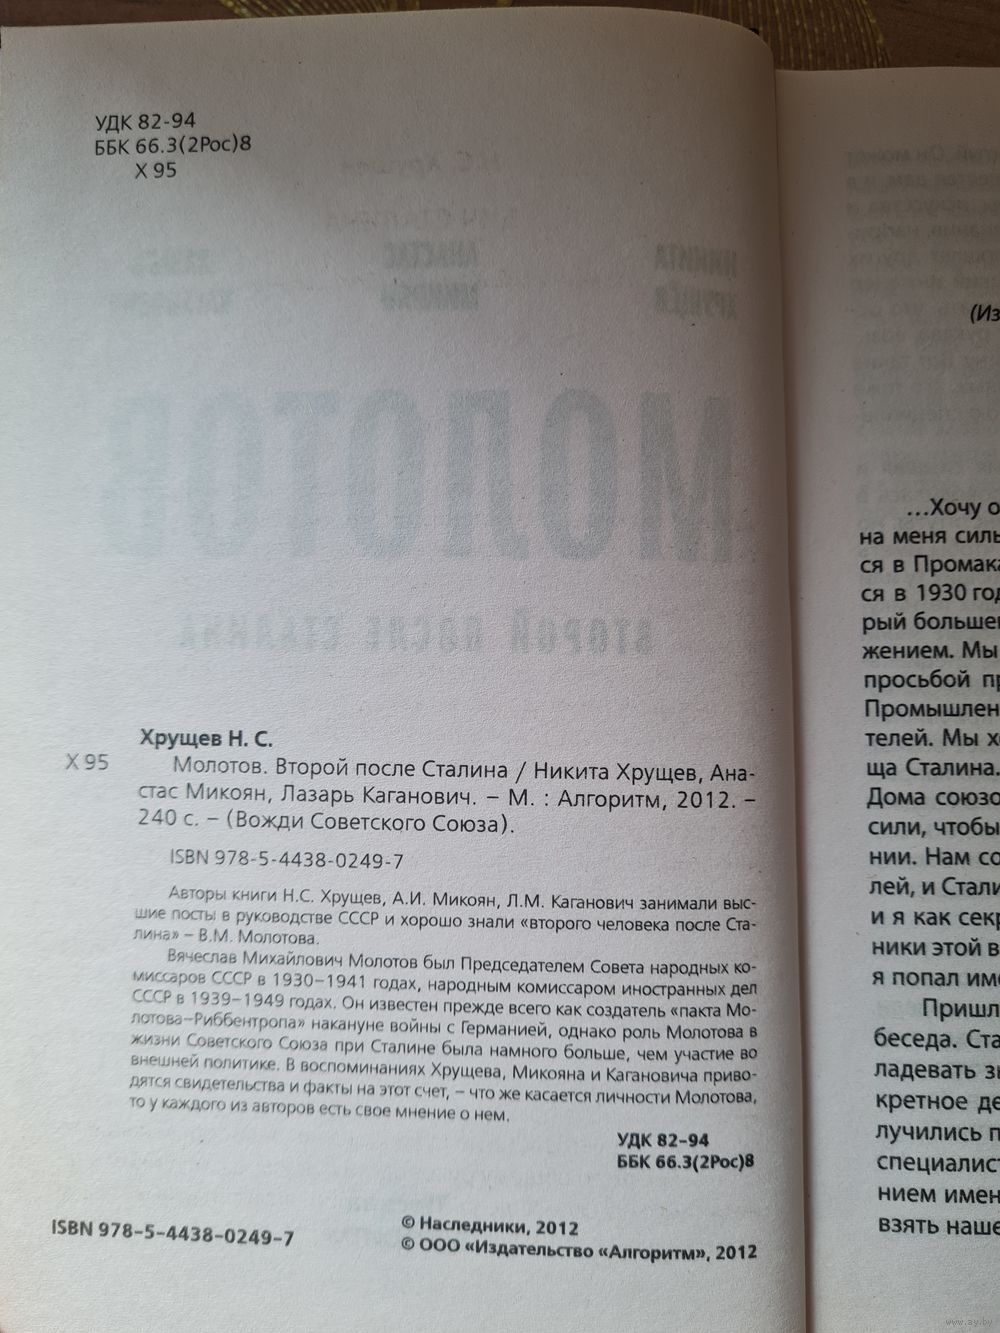 УДК 82-94
ББК 66.3(2Рос)8
Х 95
МОЛОТОВ
ВТОРОЙ ПОСЛЕ СТАЛИНА
Хрущев Н. С.
Х 95
Молотов. Второй после Сталина / Никита Хрущев, Ана-
стас Микоян, Лазарь Каганович. – М. : Алгоритм, 2012. –
240 с. – (Вожди Советского Союза).
ISBN 978-5-4438-0249-7
Авторы книги Н.С. Хрущев, А.И. Микоян, Л.М. Каганович занимали выс-
шие посты в руководстве СССР и хорошо знали «второго человека после Ста-
лина» – В.М. Молотова.
Вячеслав Михайлович Молотов был Председателем Совета народных ко-
миссаров СССР в 1930–1941 годах, народным комиссаром иностранных дел
СССР в 1939–1949 годах. Он известен прежде всего как создатель «пакта Мо-
лотова–Риббентропа» накануне войны с Германией, однако роль Молотова в
жизни Советского Союза при Сталине была намного больше, чем участие во
внешней политике. В воспоминаниях Хрущева, Микояна и Кагановича приво-
дятся свидетельства и факты на этот счет, – что же касается личности Молотова,
то у каждого из авторов есть свое мнение о нем.
УДК 82-94
ББК 66.3(2Рос)8
ISBN 978-5-4438-0249-7
© Наследники, 2012
© ООО «Издательство «Алгоритм», 2012
(Из
...Хочу о
на меня силь
ся в Промака
ся в 1930 год
рый большев
жением. Мы
просьбой пр
Промышлен
телей. Мы х
ща Сталина.
Дома союзо
сили, чтобы
нии. Нам со
лей, и Стали
и я как секр
ники этой в
я попал име
Пришл
беседа. Ста
ладевать з
кретное де
лучились п
специалист
нием имен
взять наше
www.ay.by